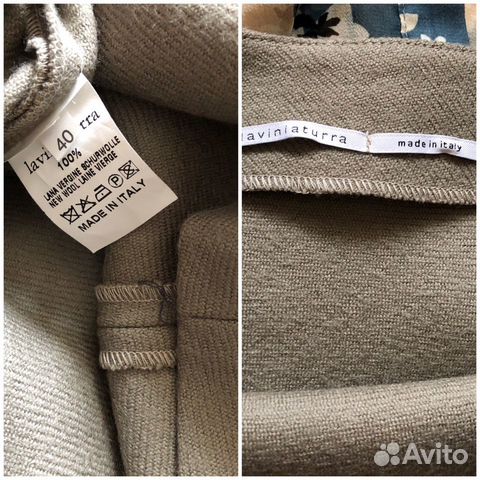 lavi 40 rra
100%
LANA VERGINE SCHURWOLLE
NEW WOOL LAINE VIERGE
MADE IN ITALY
laviniaturra
made in italy
Avito